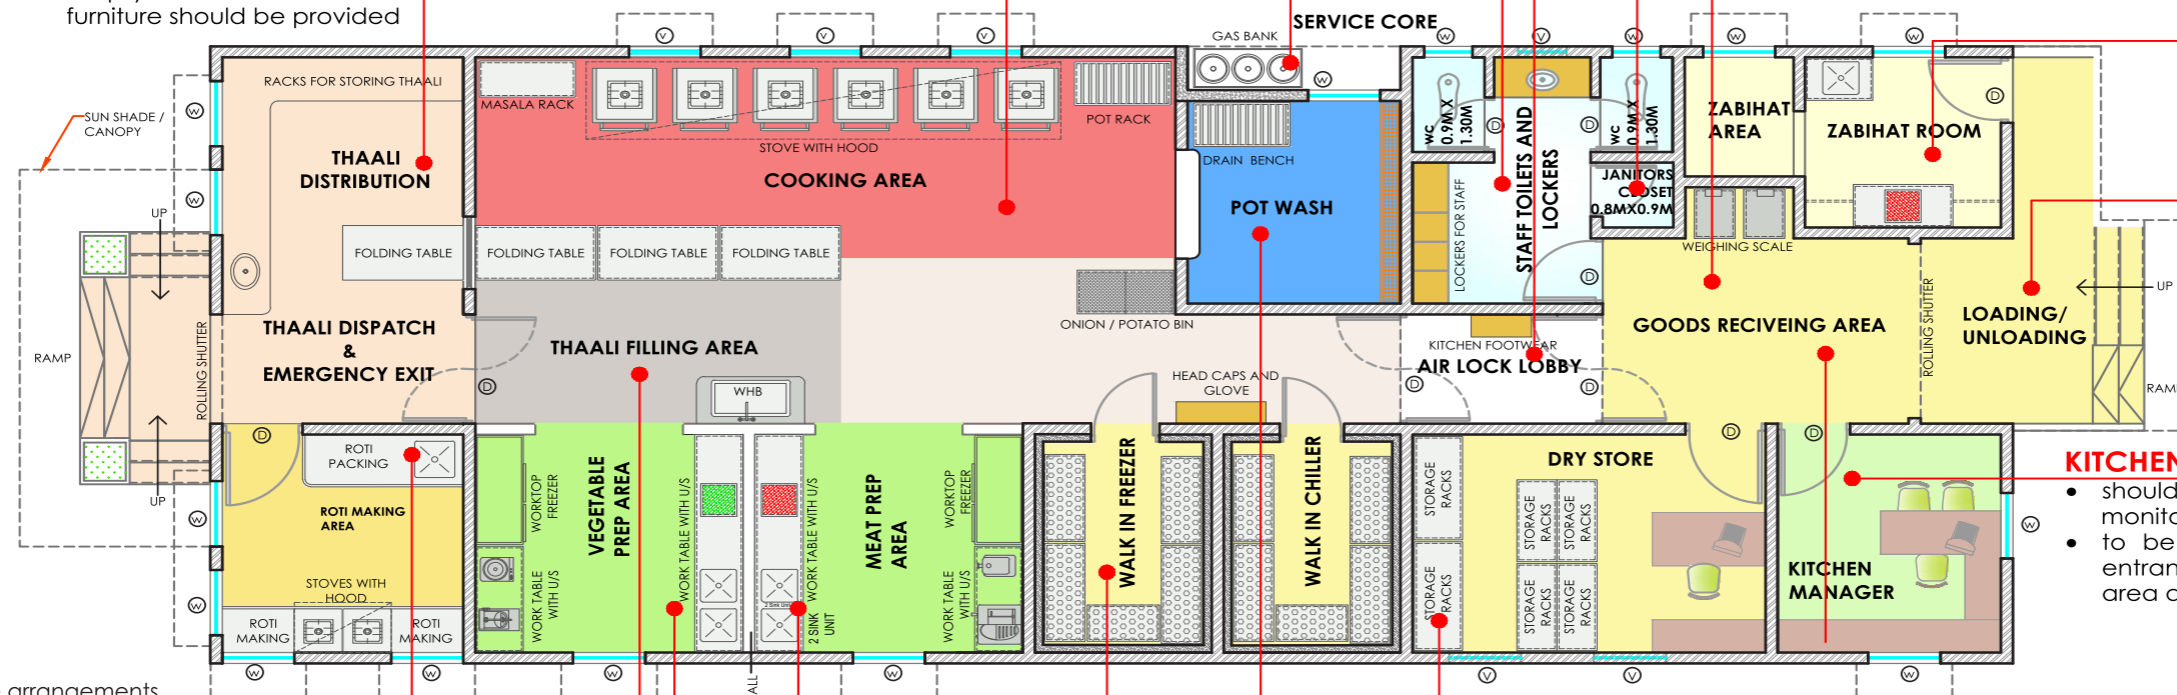 furniture should be provided
SERVICE CORE
GAS BANK
V
V
V
W
W
W
W
W
V
RACKS FOR STORING THAALI
MASALA RACK
POT RACK
STOVE WITH HOOD
COOKING AREA
SUN SHADE /
CANOPY
W
W
THAALI
DISTRIBUTION
DRAIN BENCH
POT WASH
WC
0.9MX
1.30M
D
D
WC
0.9MX
1.30M
STAFF TOILETS AND
LOCKERS
LOCKERS FOR STAFF
D
JANITORS
CLOSET
0.8MX0.9M
ZABIHAT
AREA
ZABIHAT ROOM
D
WEIGHING SCALE
UP
FOLDING TABLE
FOLDING TABLE
FOLDING TABLE
FOLDING TABLE
ONION / POTATO BIN
GOODS RECIVEING AREA
ROLLING SHUTTER
LOADING/
UNLOADING
UP
RAMP
RAMP
ROLLING SHUTTER
THAALI DISPATCH
&
EMERGENCY EXIT
D
THAALI FILLING AREA
WHB
HEAD CAPS AND
GLOVE
KITCHEN FOOTWEAR
AIR LOCK LOBBY
D
D
UP
D
ROTI
PACKING
ROTI MAKING
AREA
STOVES WITH
HOOD
ROTI
MAKING
ROTI
MAKING
W
W
W
W
WORKTOP
FREEZER
WORK TABLE
WITH U/S
VEGETABLE
PREP AREA
WORK TABLE WITH U/S
WORK TABLE WITH U/S
2 SINK
UNIT
MEAT PREP
AREA
WORKTOP
FREEZER
WORK TABLE
WITH U/S
W
W
WALK IN FREEZER
WALK IN CHILLER
DRY STORE
D
STORAGE
RACKS
STORAGE
RACKS
STORAGE
RACKS
STORAGE
RACKS
STORAGE
RACKS
STORAGE
RACKS
V
V
D
KITCHEN
MANAGER
W
W
KITCHEN
• should
monito
• to be
entran
area c
arrangements
ALL